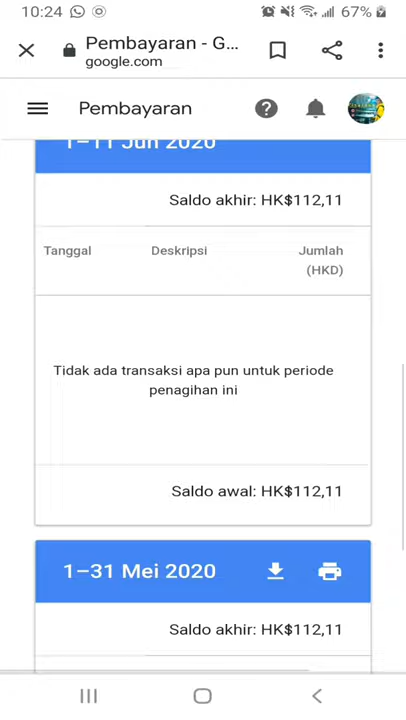 10:24
67%
Pembayaran - G...
google.com
Pembayaran
1–11 Jun 2020
Saldo akhir: HK$112,11
Tanggal Deskripsi Jumlah
(HKD)
Tidak ada transaksi apa pun untuk periode
penagihan ini
Saldo awal: HK$112,11
1–31 Mei 2020
Saldo akhir: HK$112,11